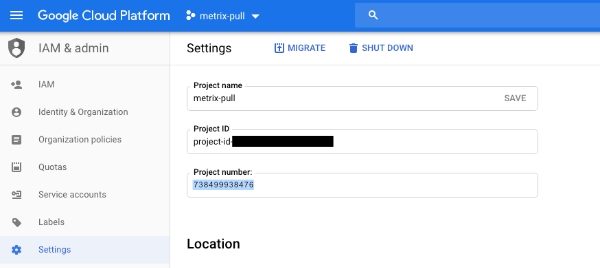 Google Cloud Platform metrix-pull
IAM & admin
IAM
Identity & Organization
Organization policies
Quotas
Service accounts
Labels
Settings
Settings MIGRATE SHUT DOWN
Project name
metrix-pull SAVE
Project ID
project-id-
Project number:
738499938476
Location